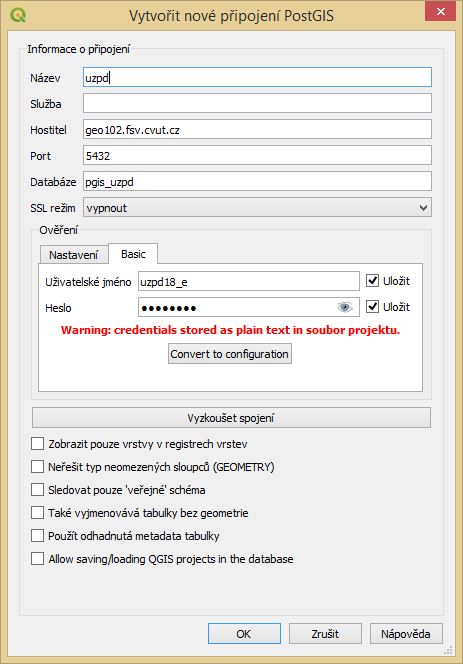 Vytvořit nové připojení PostGIS
Informace o připojení
Název uzpd
Služba
Hostitel geo102.fsv.cvut.cz
Port 5432
Databáze pgis_uzpd
SSL režim vypnout
Ověření
Nastavení Basic
Uživatelské jméno uzpd18_e Uložit
Heslo ●●●●●●●● Uložit
Warning: credentials stored as plain text in soubor projektu.
Convert to configuration
Vyzkoušet spojení
Zobrazit pouze vrstvy v registrech vrstev
Neřešit typ neomezených sloupců (GEOMETRY)
Sledovat pouze 'veřejné' schéma
Také vyjmenovává tabulky bez geometrie
Použít odhadnutá metadata tabulky
Allow saving/loading QGIS projects in the database
OK Zrušit Nápověda